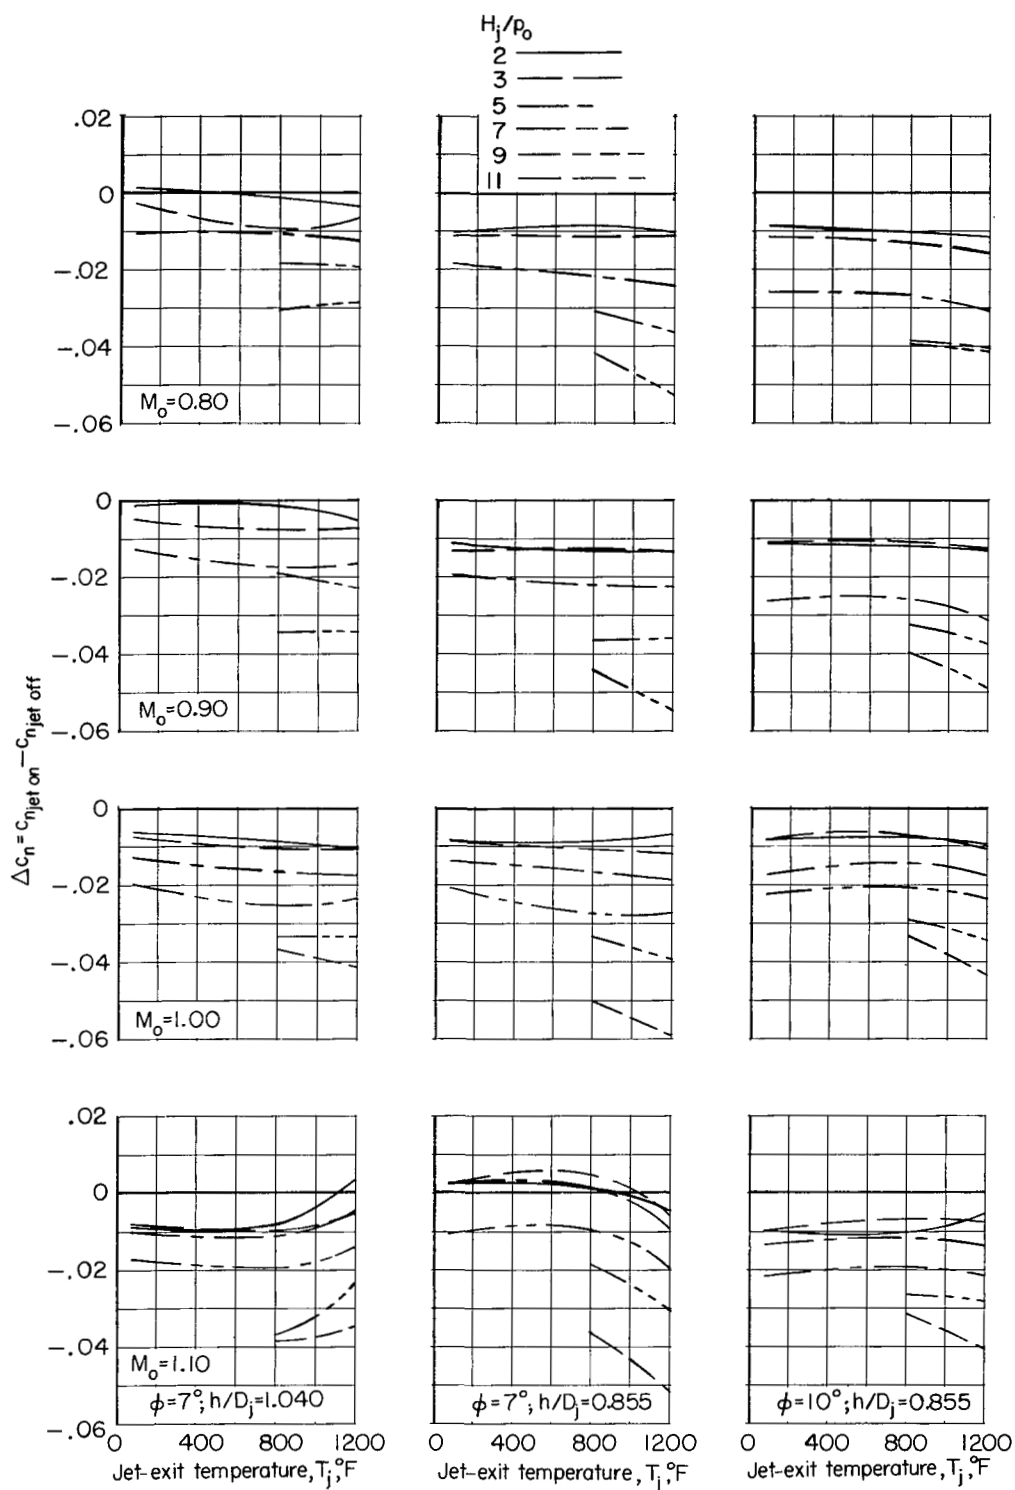 Hj/po
2
3
5
7
9
11
.02
0
-.02
-.04
-.06
Mo=0.80
0
-.02
-.04
-.06
Mo=0.90
Δcn = cnjet on - cnjet off
0
-.02
-.04
-.06
Mo=1.00
.02
0
-.02
-.04
-.06
Mo=1.10
ϕ=7°; h/Dj=1.040
ϕ=7°; h/Dj=0.855
ϕ=10°; h/Dj=0.855
0 400 800 1200
0 400 800 1200
0 400 800 1200
Jet-exit temperature, Tj, °F
Jet-exit temperature, Tj, °F
Jet-exit temperature, Tj, °F